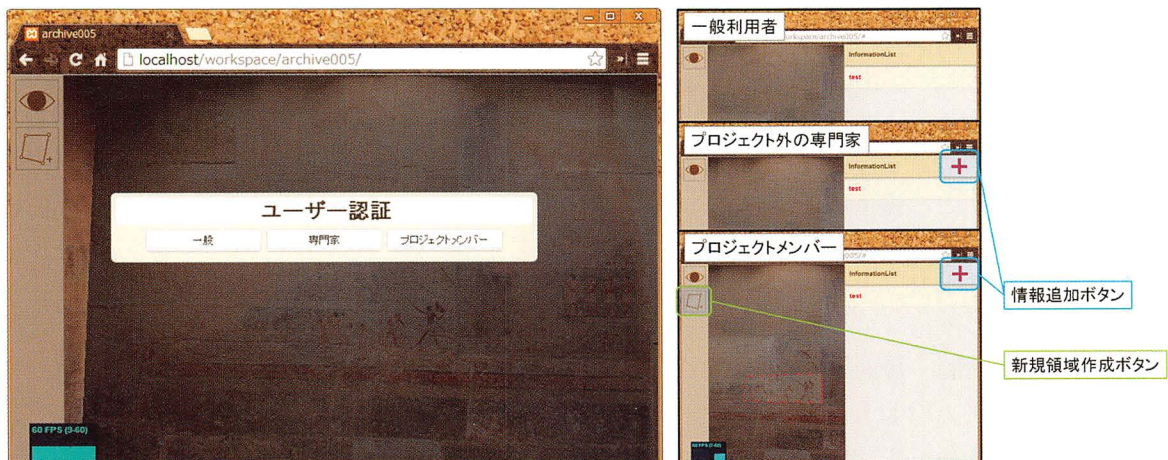 archive005
localhost/workspace/archive005/
ユーザー認証
一般
専門家
プロジェクトメンバー
60 FPS (9-60)
一般利用者
workspace/archive005/#
InformationList
test
プロジェクト外の専門家
InformationList
test
プロジェクトメンバー
005/#
InformationList
test
情報追加ボタン
新規領域作成ボタン